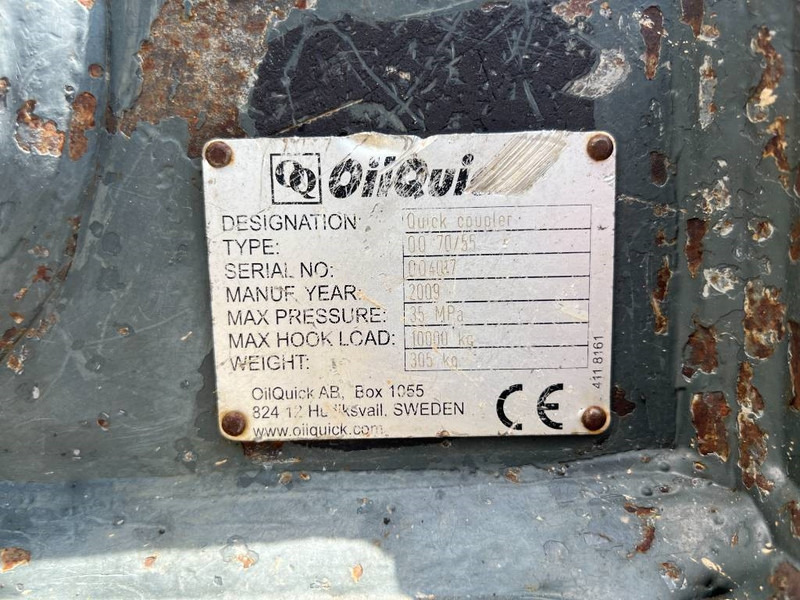 QQ OilQui
DESIGNATION: Quick coupler
TYPE: OQ 70/55
SERIAL NO:
MANUF. YEAR: 2009
MAX PRESSURE: 35 MPa
MAX HOOK LOAD: 10000 kg
WEIGHT: 305 kg
OilQuick AB, Box 1055
824 12 Hudiksvall, SWEDEN
www.oilquick.com
CE
411 8161